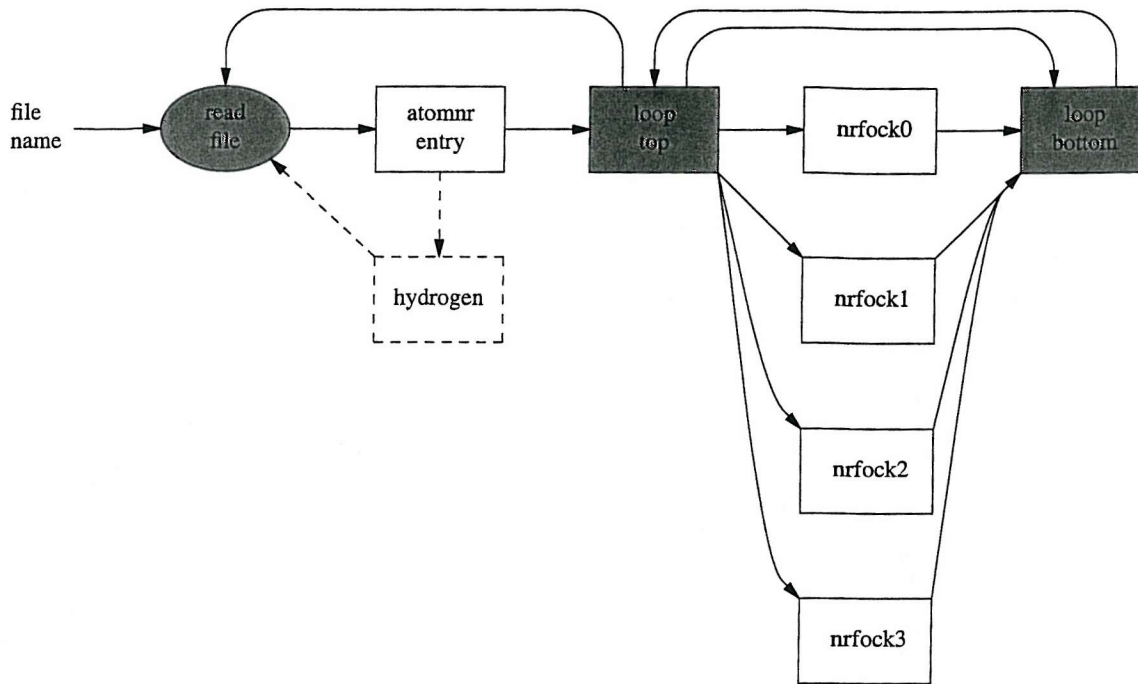 file
name
read
file
atomnr
entry
loop
top
nrfock0
loop
bottom
hydrogen
nrfock1
nrfock2
nrfock3